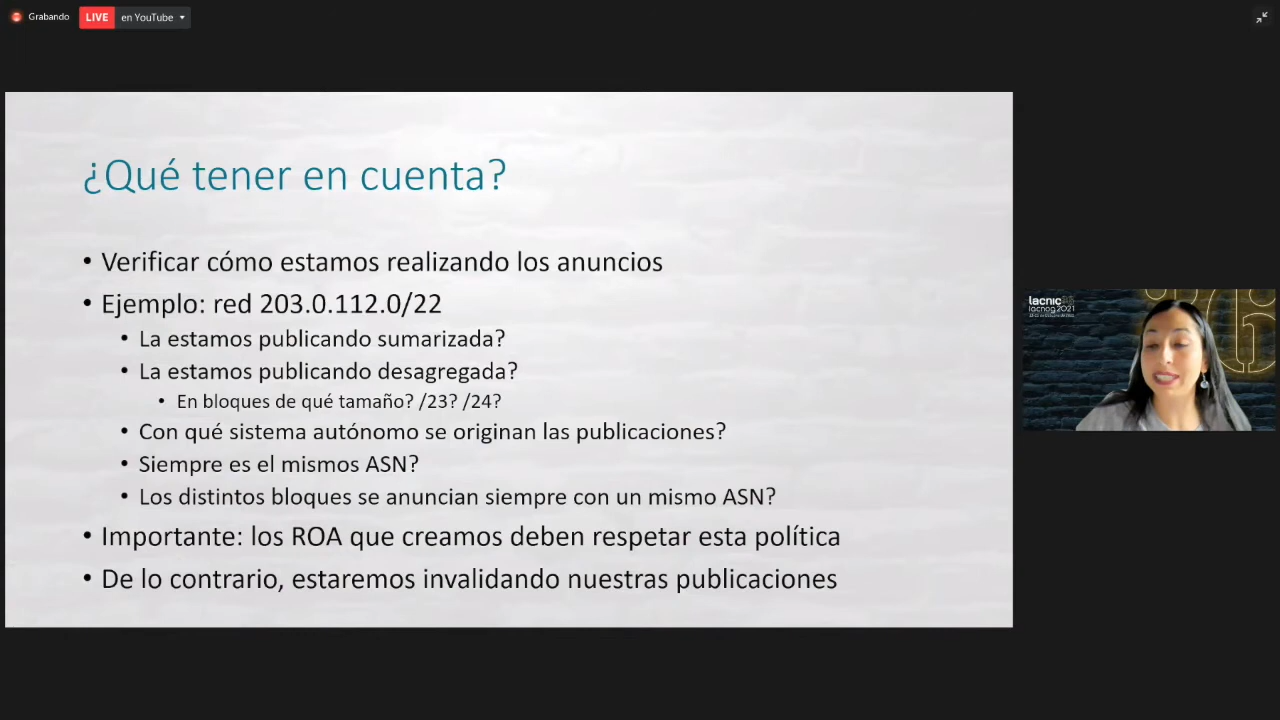 Grabando
LIVE en YouTube
¿Qué tener en cuenta?
• Verificar cómo estamos realizando los anuncios
• Ejemplo: red 203.0.112.0/22
• La estamos publicando sumarizada?
• La estamos publicando desagregada?
• En bloques de qué tamaño? /23? /24?
• Con qué sistema autónomo se originan las publicaciones?
• Siempre es el mismos ASN?
• Los distintos bloques se anuncian siempre con un mismo ASN?
• Importante: los ROA que creamos deben respetar esta política
• De lo contrario, estaremos invalidando nuestras publicaciones
lacnic36
lacnog2021